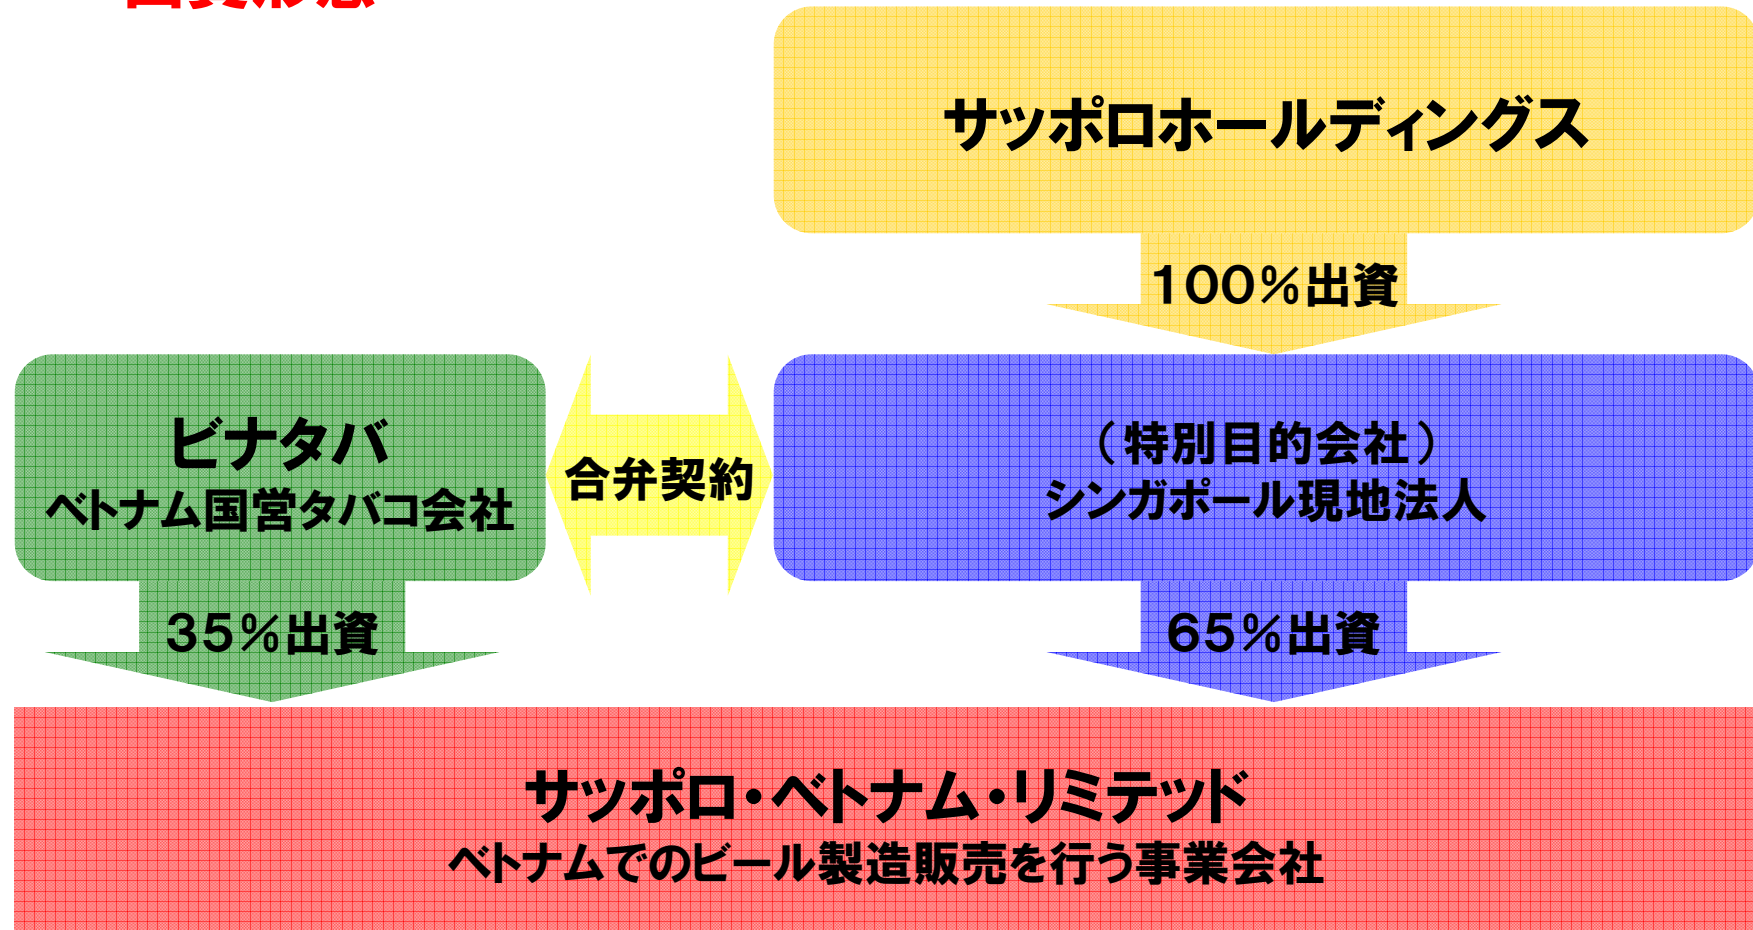 出資形態
サッポロホールディングス
100%出資
ビナタバ
ベトナム国営タバコ会社
合弁契約
（特別目的会社）
シンガポール現地法人
35%出資
65%出資
サッポロ・ベトナム・リミテッド
ベトナムでのビール製造販売を行う事業会社